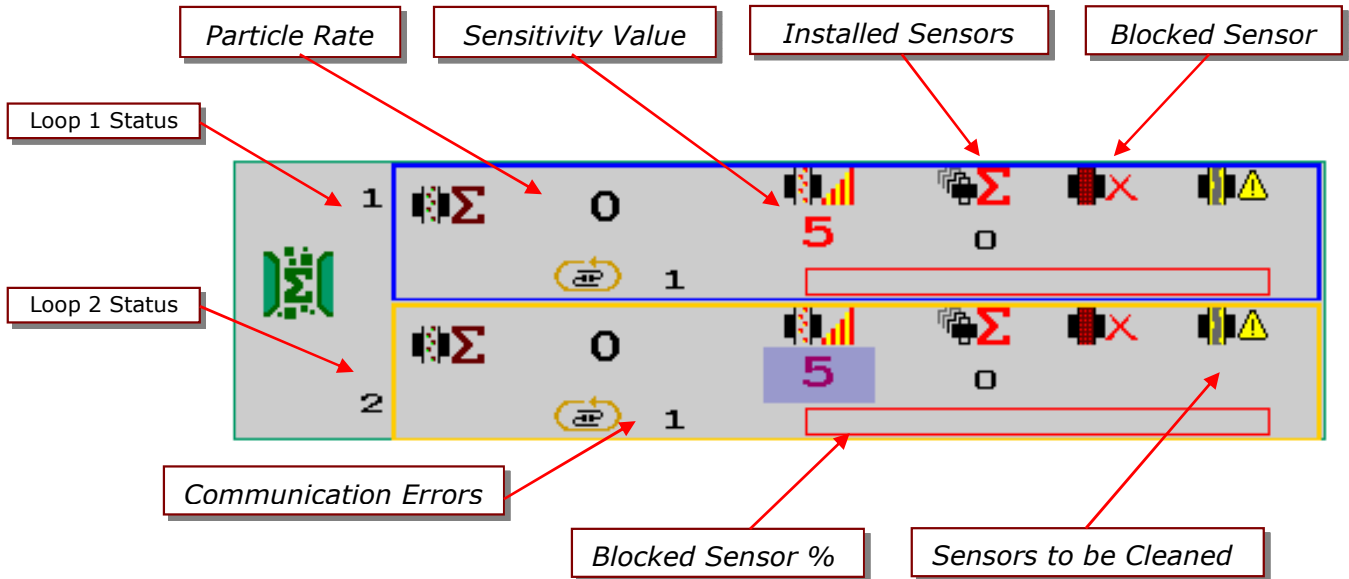 Particle Rate
Sensitivity Value
Installed Sensors
Blocked Sensor
Loop 1 Status
1
Σ
0
Σ
5
0
1
Loop 2 Status
Σ
Σ
0
Σ
5
0
2
1
Communication Errors
Blocked Sensor %
Sensors to be Cleaned